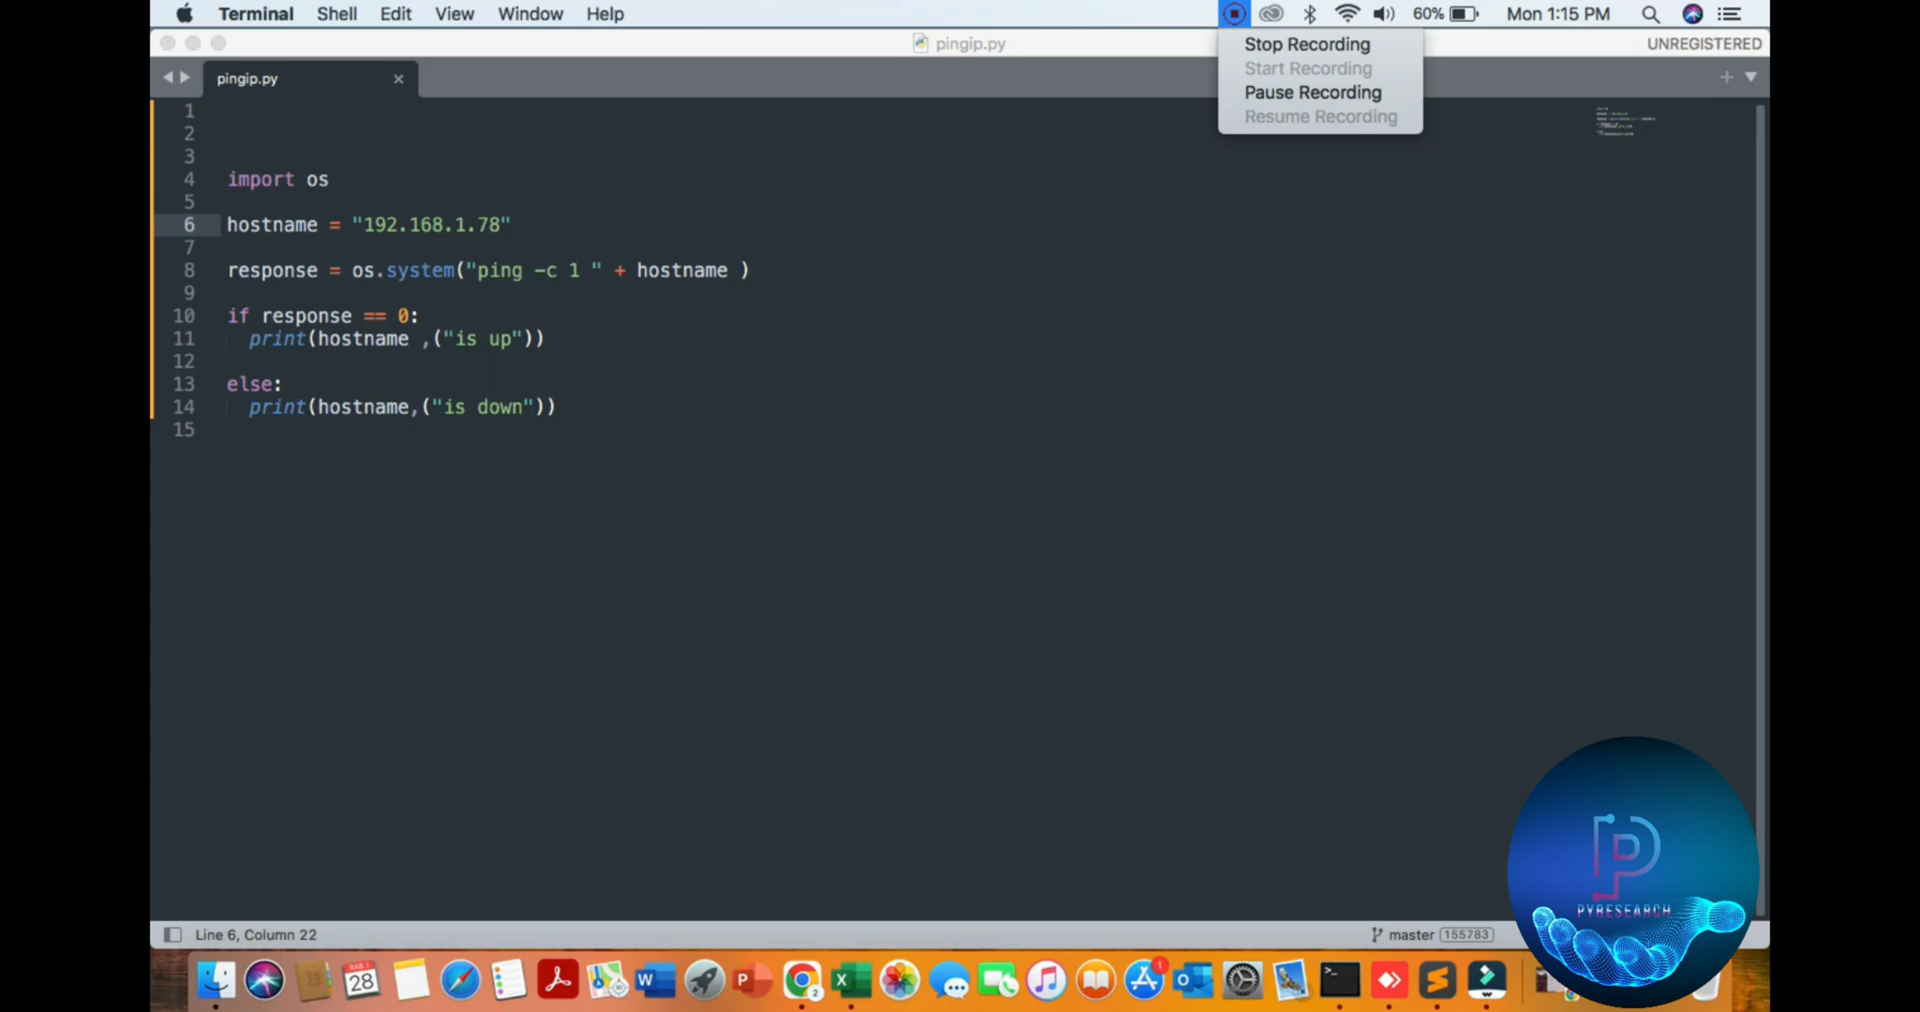 Terminal Shell Edit View Window Help 60% Mon 1:15 PM
pingip.py UNREGISTERED
Stop Recording
Start Recording
Pause Recording
Resume Recording
pingip.py
1
2
3
4 import os
5
6 hostname = "192.168.1.78"
7
8 response = os.system("ping -c 1 " + hostname )
9
10 if response == 0:
11 print(hostname ,("is up"))
12
13 else:
14 print(hostname,("is down"))
15
PYRESEARCH
Line 6, Column 22 master 155783
28
W
P
2
X
1
O
>_